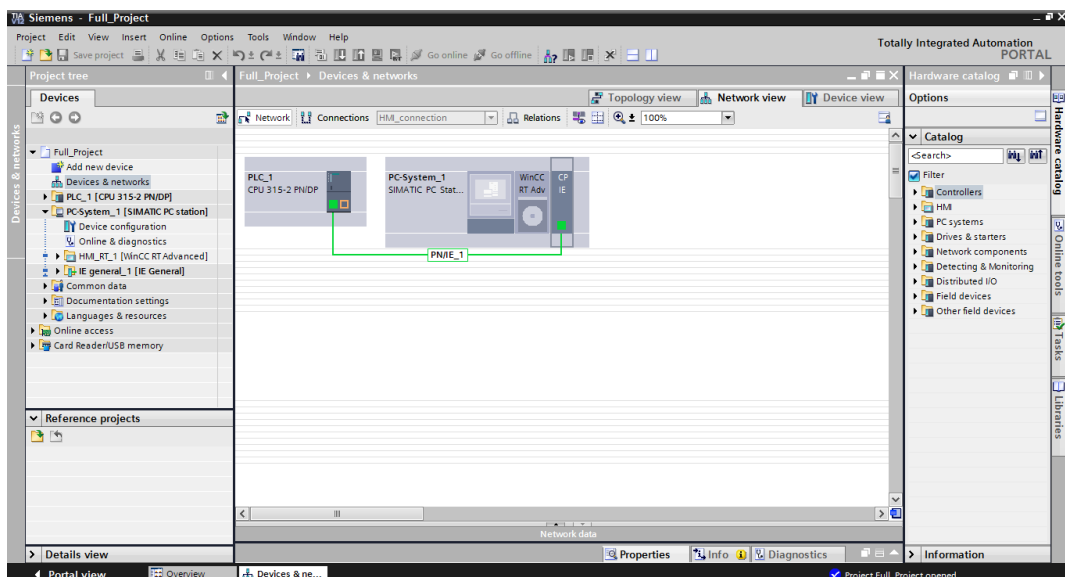 Siemens - Full_Project
Project Edit View Insert Online Options Tools Window Help
Save project Go online Go offline
Totally Integrated Automation
PORTAL
Project tree
Full_Project Devices & networks
Hardware catalog
Devices
Topology view Network view Device view
Options
Network Connections HMI_connection Relations 100%
Devices & networks
Full_Project
Add new device
Devices & networks
PLC_1 [CPU 315-2 PN/DP]
PC-System_1 [SIMATIC PC station]
Device configuration
Online & diagnostics
HMI_RT_1 [WinCC RT Advanced]
IE general_1 [IE General]
Common data
Documentation settings
Languages & resources
Online access
Card Reader/USB memory
PLC_1
CPU 315-2 PN/DP
PC-System_1
SIMATIC PC Stat...
WinCC
RT Adv
CP
IE
PN/IE_1
Catalog
<Search>
Filter
Controllers
HMI
PC systems
Drives & starters
Network components
Detecting & Monitoring
Distributed I/O
Field devices
Other field devices
Hardware catalog
Online tools
Tasks
Libraries
Reference projects
Network data
Details view
Properties Info Diagnostics
Information
Portal view Overview Devices & ne...
Project Full_Project opened.